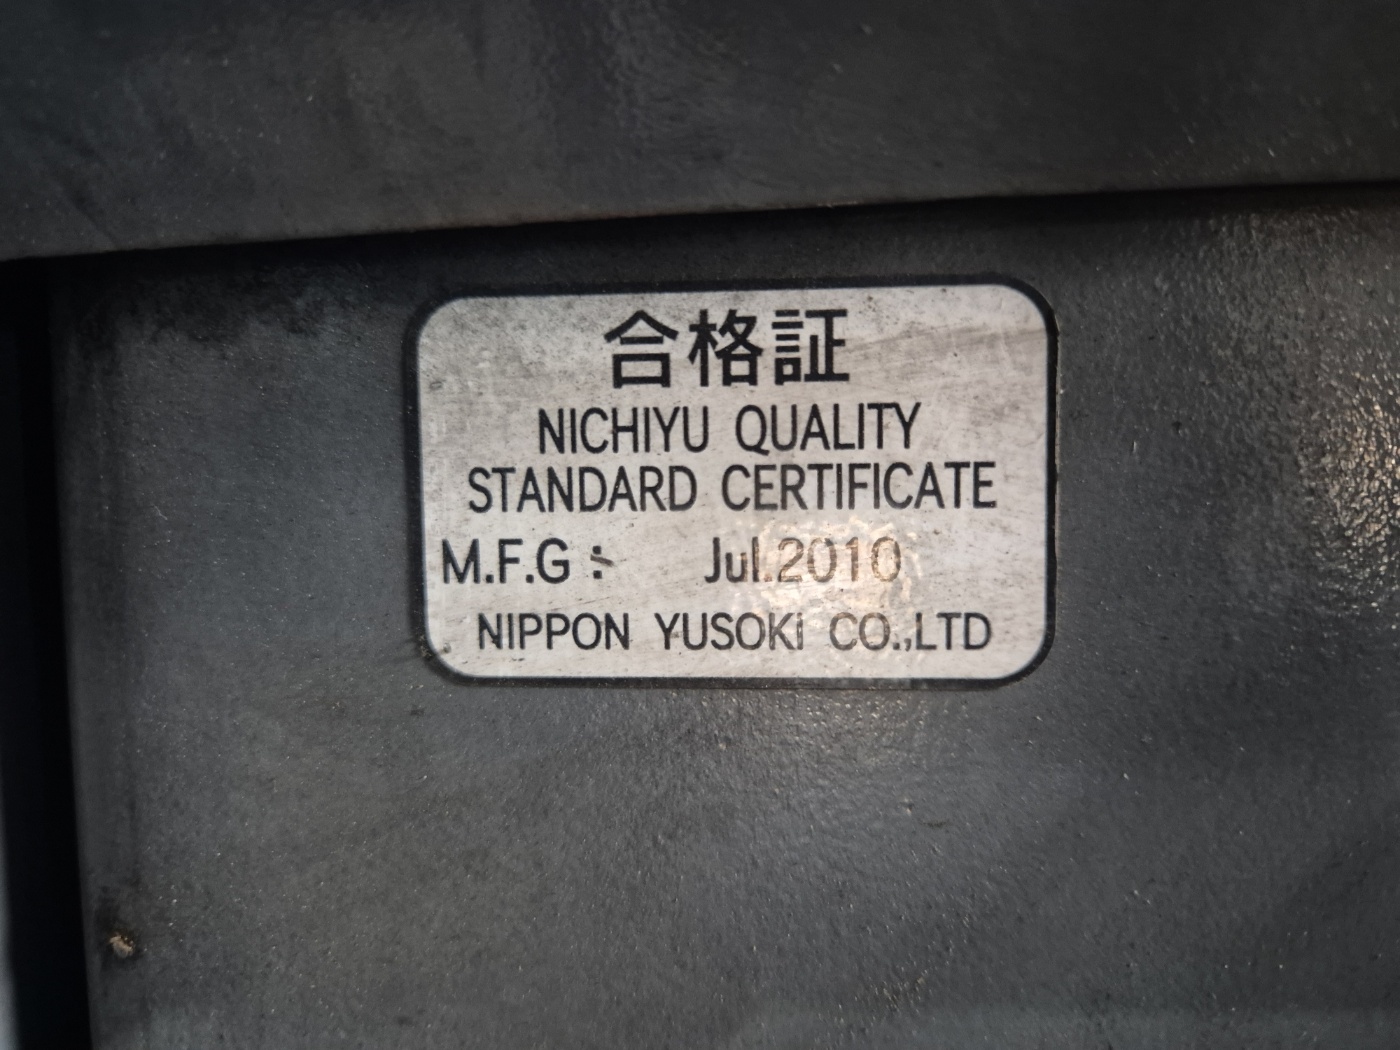 合格証
NICHIYU QUALITY
STANDARD CERTIFICATE
M.F.G : Jul.2010
NIPPON YUSOKI CO.,LTD